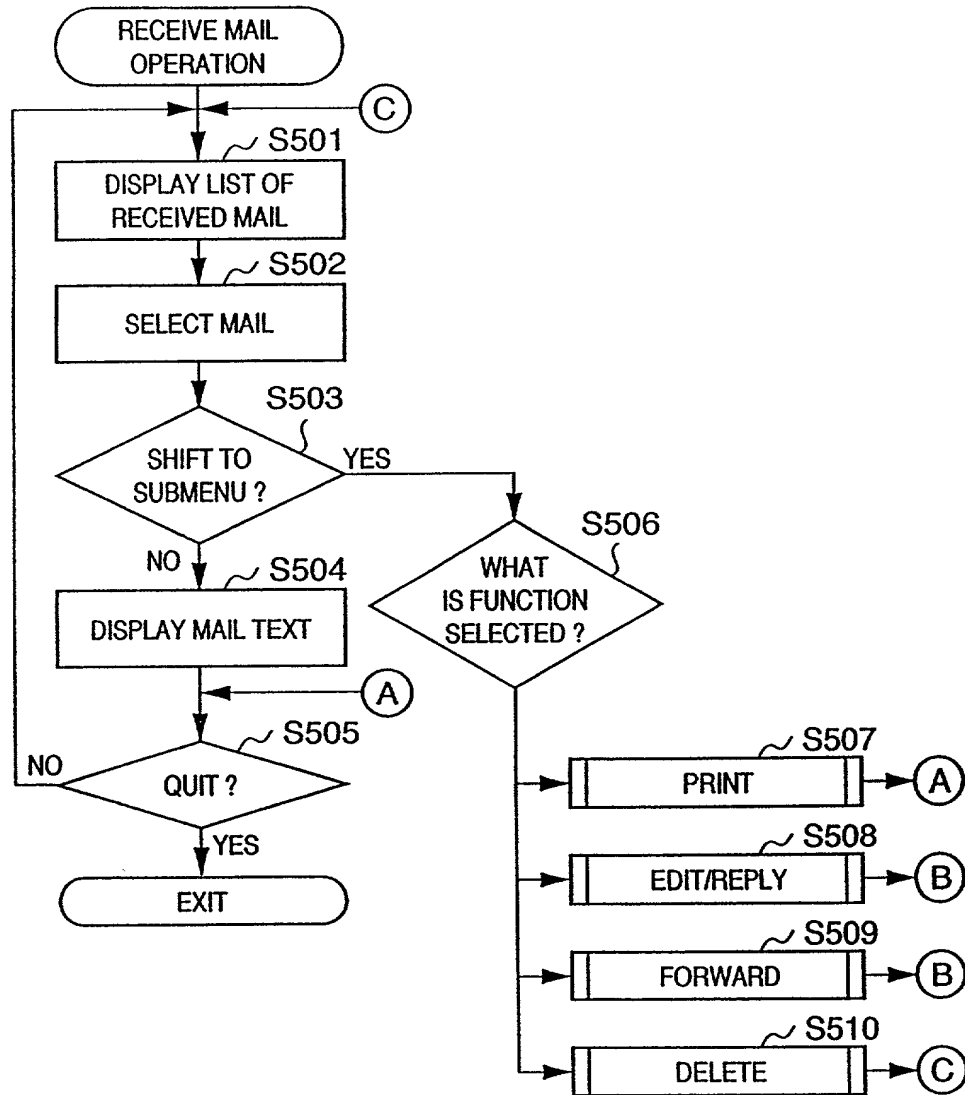 RECEIVE MAIL
OPERATION
C
S501
DISPLAY LIST OF
RECEIVED MAIL
S502
SELECT MAIL
S503
SHIFT TO
SUBMENU ?
YES
NO
S504
DISPLAY MAIL TEXT
A
S505
QUIT ?
NO
YES
EXIT
S506
WHAT
IS FUNCTION
SELECTED ?
S507
PRINT
A
S508
EDIT/REPLY
B
S509
FORWARD
B
S510
DELETE
C